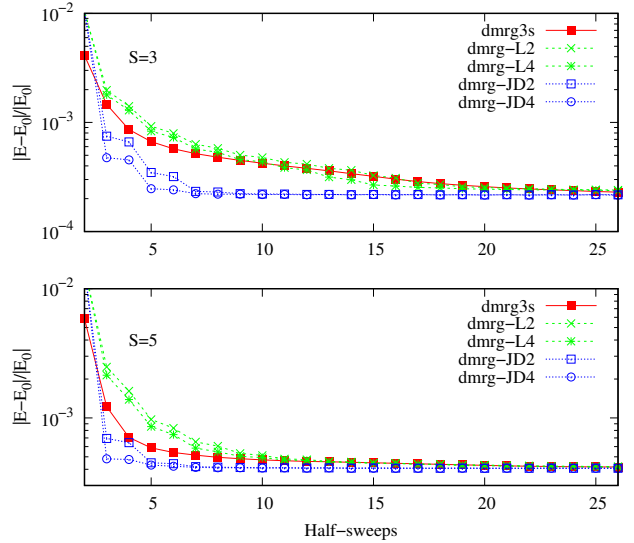 10⁻²
10⁻³
10⁻⁴
|E−E₀|/|E₀|
S=3
dmrg3s
dmrg−L2
dmrg−L4
dmrg−JD2
dmrg−JD4
5 10 15 20 25
10⁻²
10⁻³
|E−E₀|/|E₀|
S=5
dmrg3s
dmrg−L2
dmrg−L4
dmrg−JD2
dmrg−JD4
5 10 15 20 25
Half−sweeps